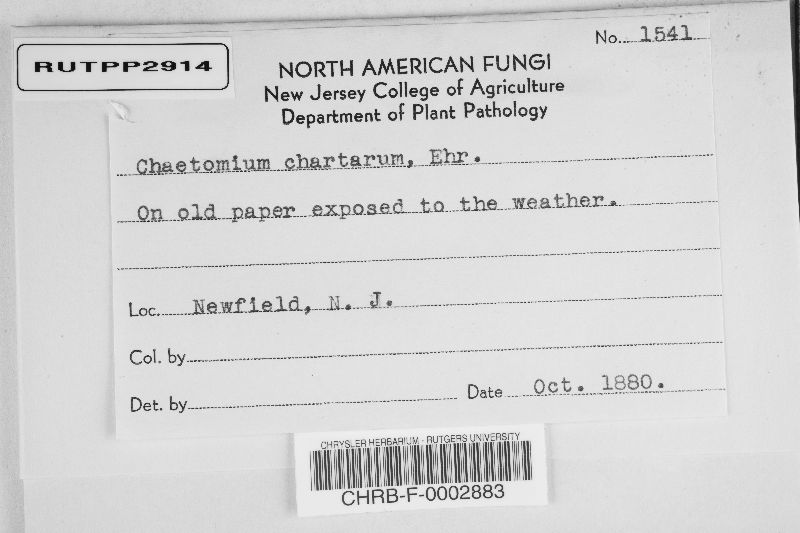 No. 1541
RUTPP2914
NORTH AMERICAN FUNGI
New Jersey College of Agriculture
Department of Plant Pathology
Chaetomium chartarum, Ehr.
On old paper exposed to the weather.
Loc. Newfield, N. J.
Col. by
Det. by
Date Oct. 1880.
CHRYSLER HERBARIUM - RUTGERS UNIVERSITY
CHRB-F-0002883